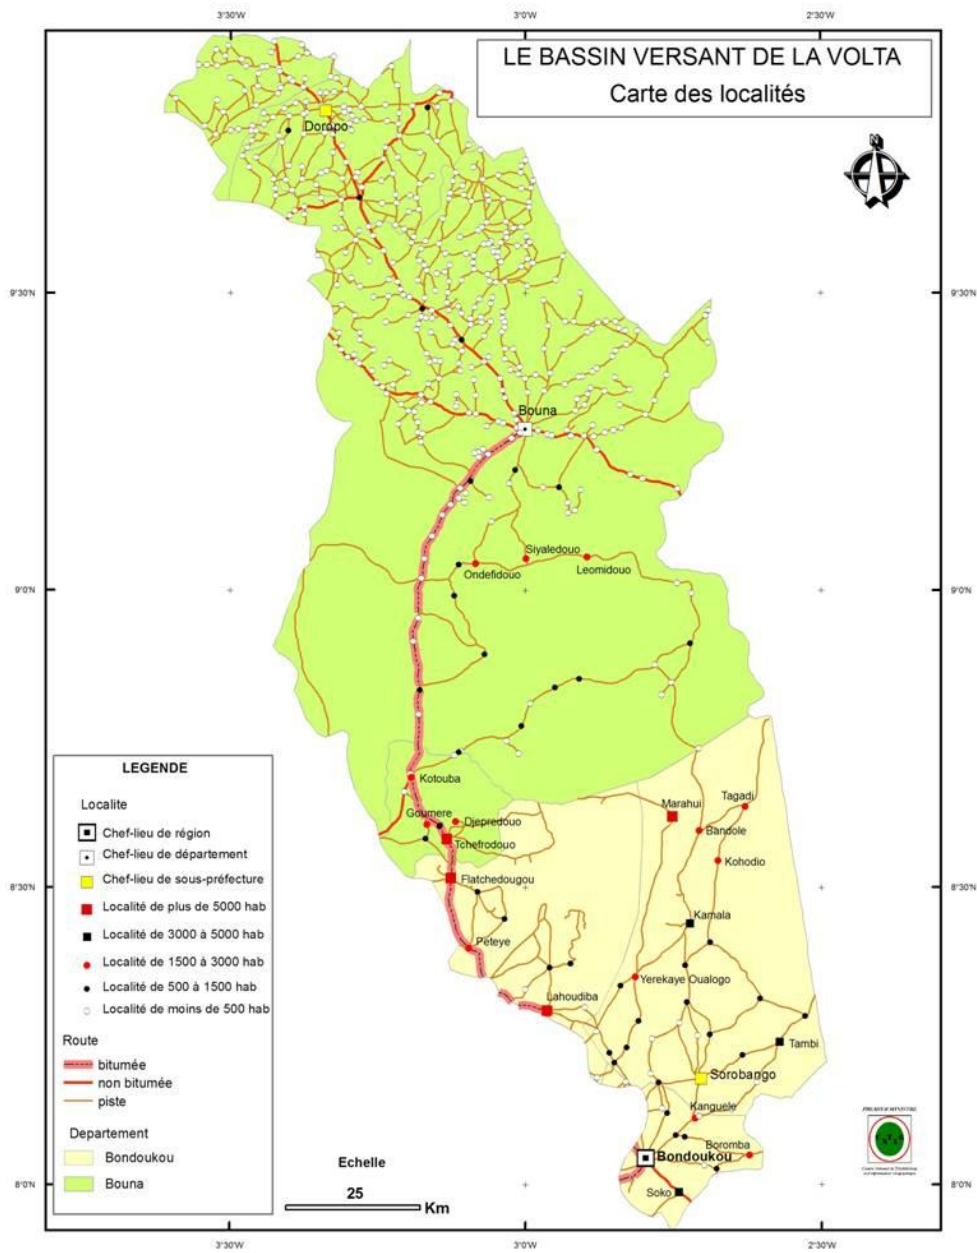 3°30'W
3°0'W
2°30'W
LE BASSIN VERSANT DE LA VOLTA
Carte des localités
N
Doropo
9°30'N
9°30'N
Bouna
Siyaledouo
Ondefidouo
Leomidouo
9°0'N
9°0'N
Kotouba
Goumere
Djepredouo
Tchefrodouo
Marahui
Tagadi
Bandole
Kohodio
8°30'N
8°30'N
Flatchedougou
Kamala
Peteye
Yerekaye Oualogo
Lahoudiba
Tambi
Sorobango
Kanguele
Boromba
Bondoukou
Soko
8°0'N
8°0'N
LEGENDE
Localite
Chef-lieu de région
Chef-lieu de département
Chef-lieu de sous-préfecture
Localité de plus de 5000 hab
Localité de 3000 à 5000 hab
Localité de 1500 à 3000 hab
Localité de 500 à 1500 hab
Localité de moins de 500 hab
Route
bitumée
non bitumée
piste
Departement
Bondoukou
Bouna
Echelle
25
Km
PREMIER MINISTRE
3°30'W
3°0'W
2°30'W